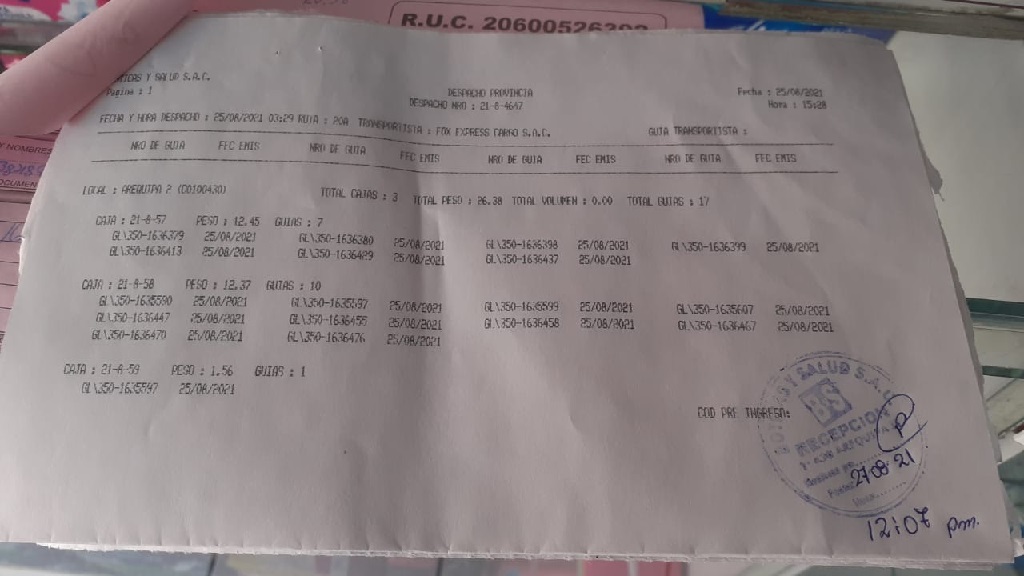 R.U.C. 20600526
Y SALUD S.A.C.
Pagina : 1
DESPACHO PROVINCIA
DESPACHO NRO : 21-8-4647
Fecha : 25/08/2021
Hora : 15:28
FECHA Y HORA DESPACHO : 25/08/2021 03:29 RUTA : 20A TRANSPORTISTA : FOX EXPRESS CARGO S.A.C. GUIA TRANSPORTISTA :
NRO DE GUIA FEC EMIS NRO DE GUIA FEC EMIS NRO DE GUIA FEC EMIS NRO DE GUIA FEC EMIS
LOCAL : AREQUIPA 2 (CO100430) TOTAL CAJAS : 3 TOTAL PESO : 26.38 TOTAL VOLUMEN : 0.00 TOTAL GUIAS : 17
CAJA : 21-8-57 PESO : 12.45 GUIAS : 7
GL\350-1636379 25/08/2021 GL\350-1636380 25/08/2021 GL\350-1636398 25/08/2021 GL\350-1636399 25/08/2021
GL\350-1636413 25/08/2021 GL\350-1636429 25/08/2021 GL\350-1636437 25/08/2021
CAJA : 21-8-58 PESO : 12.37 GUIAS : 10
GL\350-1635590 25/08/2021 GL\350-1635597 25/08/2021 GL\350-1635599 25/08/2021 GL\350-1635607 25/08/2021
GL\350-1636447 25/08/2021 GL\350-1636455 25/08/2021 GL\350-1636458 25/08/2021 GL\350-1636467 25/08/2021
GL\350-1636470 25/08/2021 GL\350-1636476 25/08/2021
CAJA : 21-8-59 PESO : 1.56 GUIAS : 1
GL\350-1635597 25/08/2021
COD PRE
Y SALUD S.A.C.
BS
RECEPCION
27-08-21
12:07 pm.